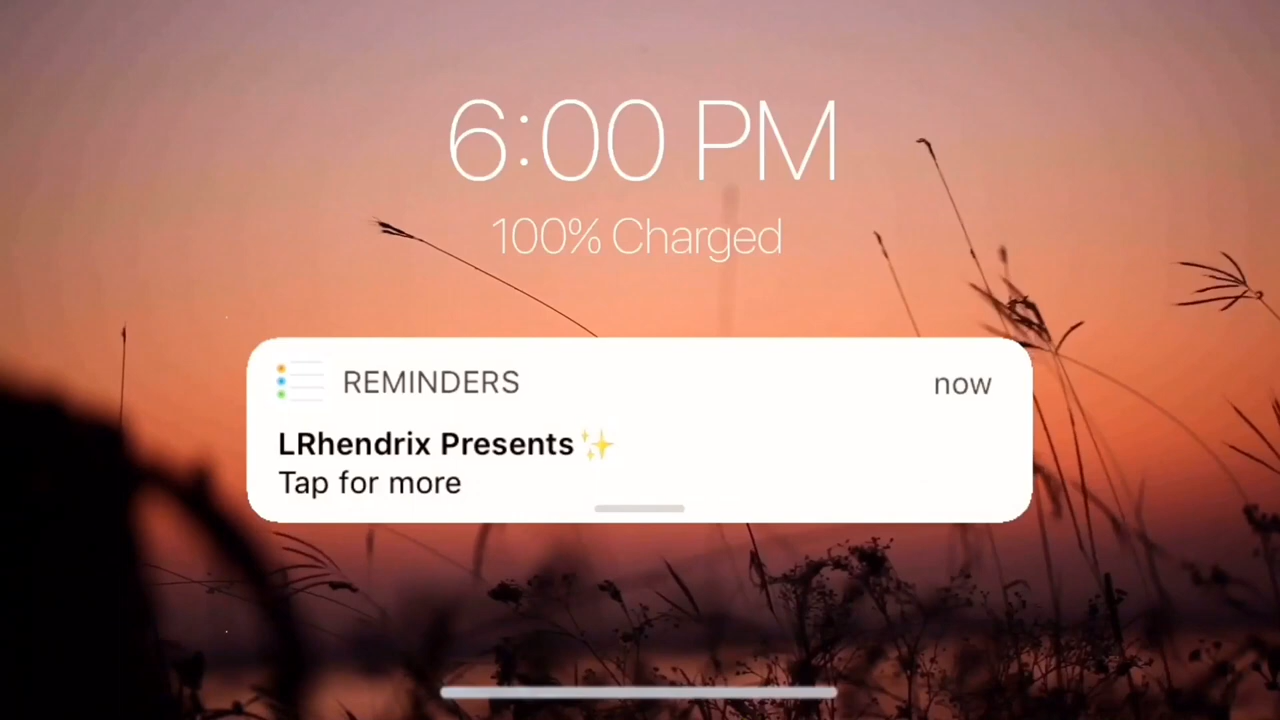 6:00 PM
100% Charged
REMINDERS now
LRhendrix Presents✨
Tap for more